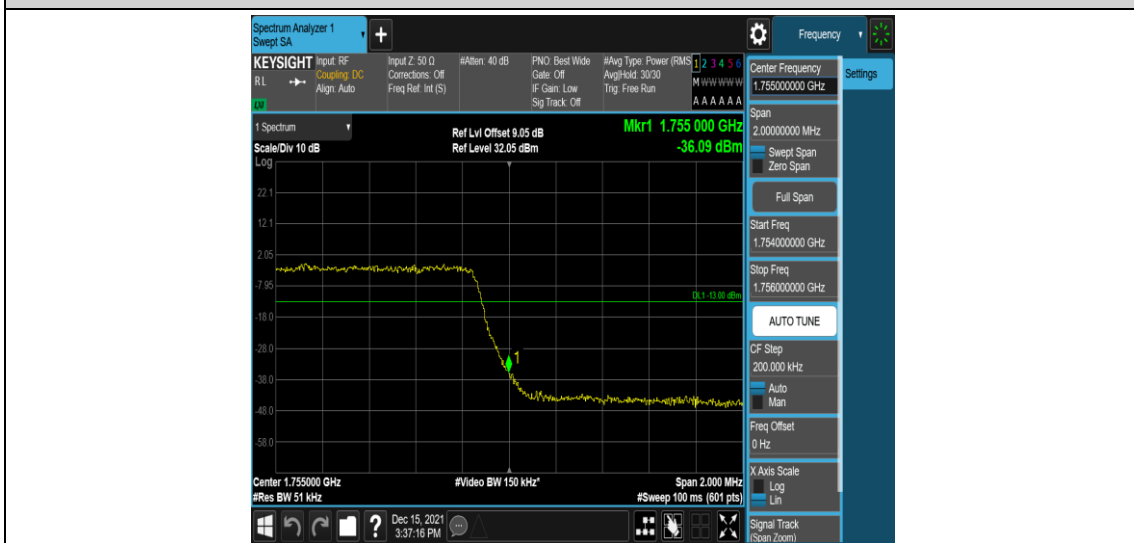 Spectrum Analyzer 1
Swept SA
+
Frequency
KEYSIGHT
RL
LXI
Input: RF
Coupling: DC
Align: Auto
Input Z: 50 Ω
Corrections: Off
Freq Ref: Int (S)
#Atten: 40 dB
PNO: Best Wide
Gate: Off
IF Gain: Low
Sig Track: Off
#Avg Type: Power (RMS
Avg|Hold: 30/30
Trig: Free Run
1 2 3 4 5 6
M W W W W W
A A A A A A
1 Spectrum
Scale/Div 10 dB
Log
Ref Lvl Offset 9.05 dB
Ref Level 32.05 dBm
Mkr1 1.755 000 GHz
-36.09 dBm
22.1
12.1
2.05
-7.95
DL1 -13.00 dBm
-18.0
-28.0
1
-38.0
-48.0
-58.0
Center 1.755000 GHz
#Res BW 51 kHz
#Video BW 150 kHz*
Span 2.000 MHz
#Sweep 100 ms (601 pts)
Center Frequency
1.755000000 GHz
Settings
Span
2.00000000 MHz
Swept Span
Zero Span
Full Span
Start Freq
1.754000000 GHz
Stop Freq
1.756000000 GHz
AUTO TUNE
CF Step
200.000 kHz
Auto
Man
Freq Offset
0 Hz
X Axis Scale
Log
Lin
Signal Track
(Span Zoom)
?
Dec 15, 2021
3:37:16 PM